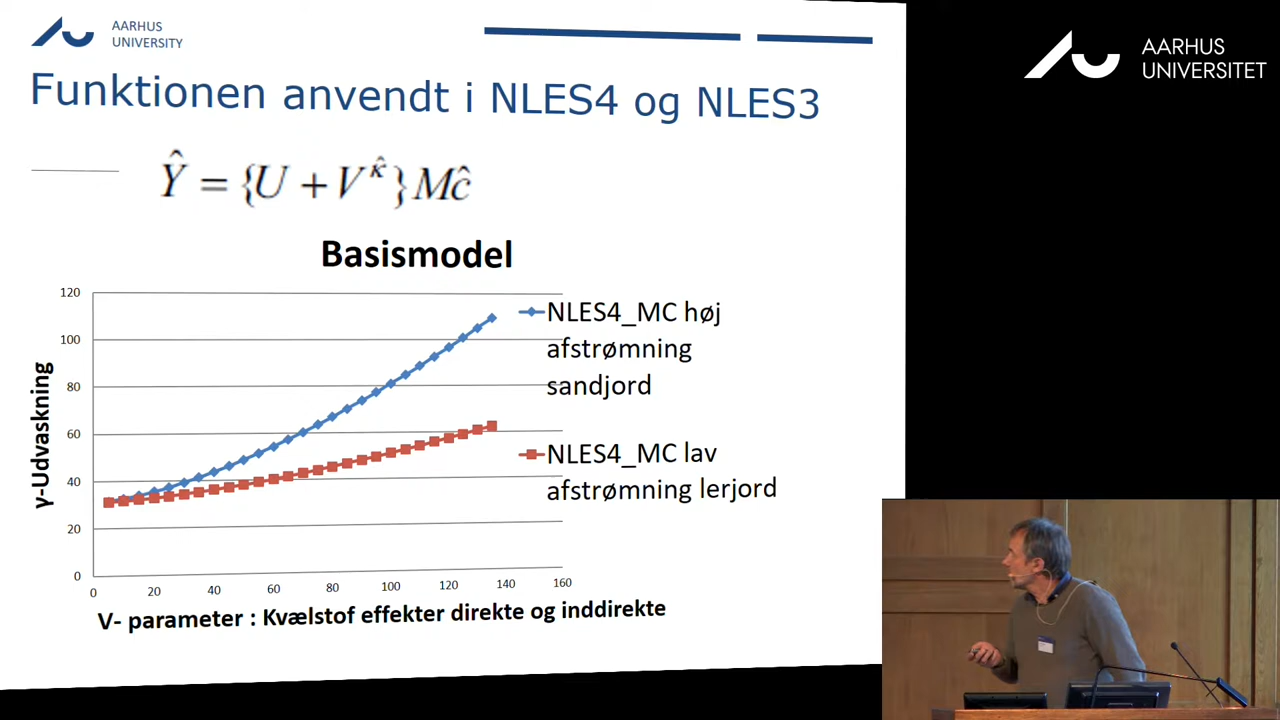 AARHUS
UNIVERSITY
AARHUS
UNIVERSITET
Funktionen anvendt i NLES4 og NLES3
Ŷ = {U + V^κ̂}Mĉ
Basismodel
120
100
80
60
40
20
0
0 20 40 60 80 100 120 140 160
γ-Udvaskning
V- parameter : Kvælstof effekter direkte og inddirekte
NLES4_MC høj
afstrømning
sandjord
NLES4_MC lav
afstrømning lerjord